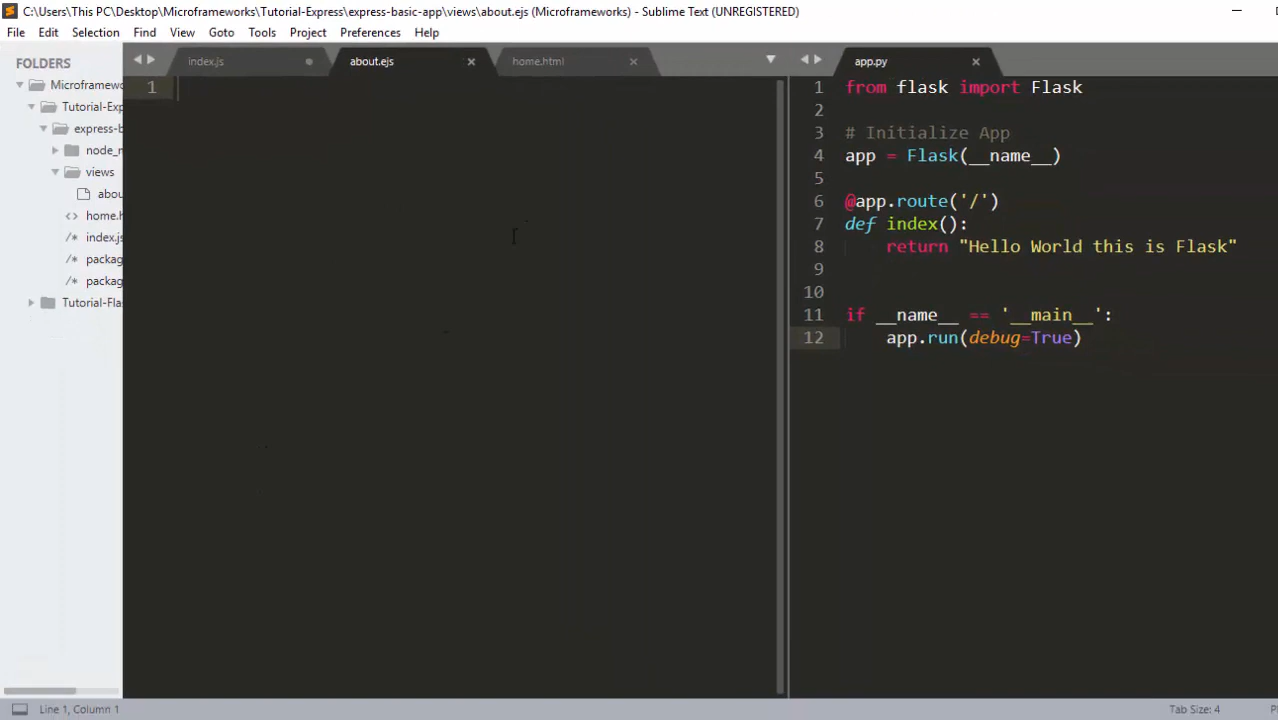 C:\Users\This PC\Desktop\Microframeworks\Tutorial-Express\express-basic-app\views\about.ejs (Microframeworks) - Sublime Text (UNREGISTERED)
File Edit Selection Find View Goto Tools Project Preferences Help
FOLDERS
Microframewo
Tutorial-Exp
express-b
node_r
views
abou
<> home.h
/* index.js
/* packag
/* packag
Tutorial-Fla
index.js about.ejs home.html
1
app.py
1 from flask import Flask
2
3 # Initialize App
4 app = Flask(__name__)
5
6 @app.route('/')
7 def index():
8 return "Hello World this is Flask"
9
10
11 if __name__ == '__main__':
12 app.run(debug=True)
Line 1, Column 1
Tab Size: 4